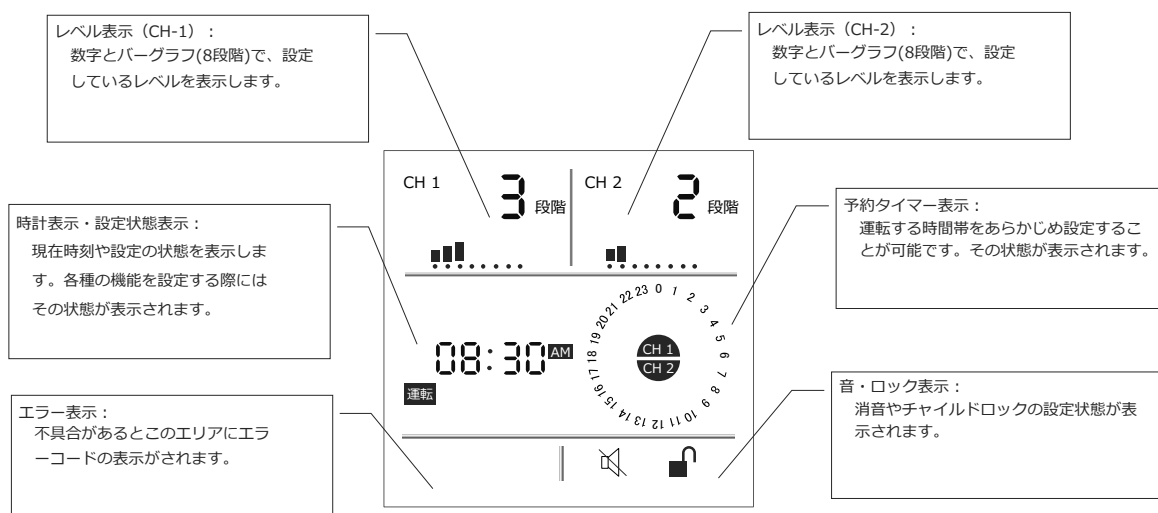 レベル表示（CH-1）：
数字とバーグラフ(8段階)で、設定
しているレベルを表示します。
レベル表示（CH-2）：
数字とバーグラフ(8段階)で、設定
しているレベルを表示します。
CH 1
3 段階
CH 2
2 段階
時計表示・設定状態表示：
現在時刻や設定の状態を表示しま
す。各種の機能を設定する際には
その状態が表示されます。
予約タイマー表示：
運転する時間帯をあらかじめ設定するこ
とが可能です。その状態が表示されます。
08:30 AM
運転
0 1 2 3 4 5 6 7 8 9 10 11 12 13 14 15 16 17 18 19 20 21 22 23
CH 1
CH 2
エラー表示：
不具合があるとこのエリアにエラ
ーコードの表示がされます。
音・ロック表示：
消音やチャイルドロックの設定状態が表
示されます。